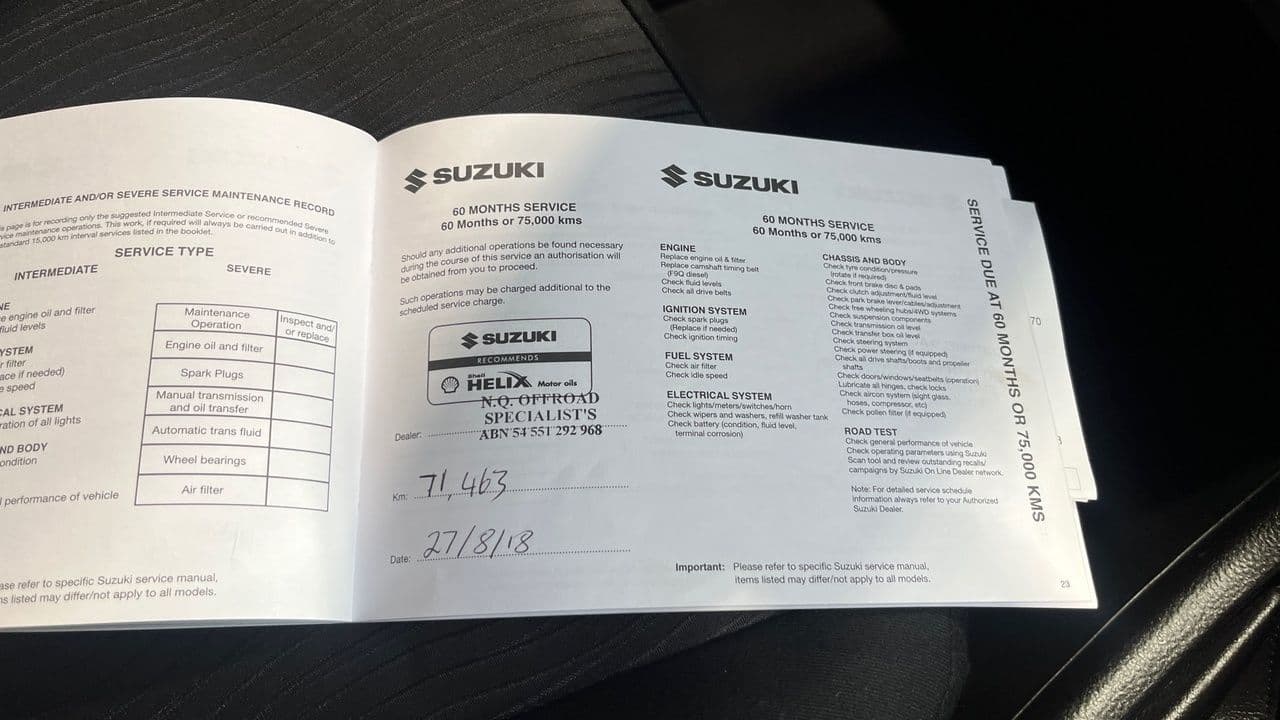 INTERMEDIATE AND/OR SEVERE SERVICE MAINTENANCE RECORD
page is for recording only the suggested Intermediate Service or recommended Severe
maintenance operations. This work, if required will always be carried out in addition to
standard 15,000 km interval services listed in the booklet.
SERVICE TYPE
INTERMEDIATE
SEVERE
engine oil and filter
fluid levels
filter
if needed)
speed
of all lights
performance of vehicle
Maintenance
Operation
Inspect and/
or replace
Engine oil and filter
Spark Plugs
Manual transmission
and oil transfer
Automatic trans fluid
Wheel bearings
Air filter
refer to specific Suzuki service manual,
listed may differ/not apply to all models.
SUZUKI
60 MONTHS SERVICE
60 Months or 75,000 kms
Should any additional operations be found necessary
during the course of this service an authorisation will
be obtained from you to proceed.
Such operations may be charged additional to the
scheduled service charge.
SUZUKI
RECOMMENDS
Shell
HELIX Motor oils
N.Q. OFFROAD
SPECIALIST'S
Dealer: ABN 54 551 292 968
Km: 71,463
Date: 27/8/18
SUZUKI
60 MONTHS SERVICE
60 Months or 75,000 kms
ENGINE
Replace engine oil & filter
Replace camshaft timing belt
(F9Q diesel)
Check fluid levels
Check all drive belts
IGNITION SYSTEM
Check spark plugs
(Replace if needed)
Check ignition timing
FUEL SYSTEM
Check air filter
Check idle speed
ELECTRICAL SYSTEM
Check lights/meters/switches/horn
Check wipers and washers, refill washer tank
Check battery (condition, fluid level,
terminal corrosion)
CHASSIS AND BODY
Check tyre condition/pressure
(rotate if required)
Check front brake disc & pads
Check clutch adjustment/fluid level
Check park brake lever/cables/adjustment
Check free wheeling hubs/4WD systems
Check suspension components
Check transmission oil level
Check transfer box oil level
Check steering system
Check power steering (if equipped)
Check all drive shafts/boots and propeller
shafts
Check doors/windows/seatbelts (operation)
Lubricate all hinges, check locks
Check aircon system (sight glass,
hoses, compressor, etc)
Check pollen filter (if equipped)
ROAD TEST
Check general performance of vehicle
Check operating parameters using Suzuki
Scan tool and review outstanding recalls/
campaigns by Suzuki On Line Dealer network.
Note: For detailed service schedule
information always refer to your Authorized
Suzuki Dealer.
Important: Please refer to specific Suzuki service manual,
items listed may differ/not apply to all models.
SERVICE DUE AT 60 MONTHS OR 75,000 KMS
23
70